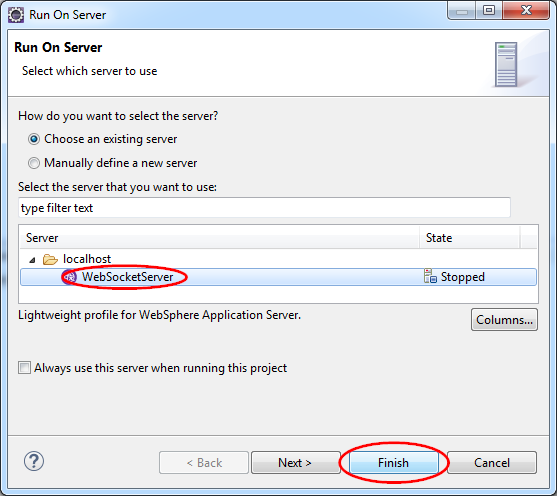 Run On Server
Run On Server
Select which server to use
How do you want to select the server?
Choose an existing server
Manually define a new server
Select the server that you want to use:
type filter text
Server State
localhost
WebSocketServer Stopped
Lightweight profile for WebSphere Application Server.
Columns...
Always use this server when running this project
? < Back Next > Finish Cancel